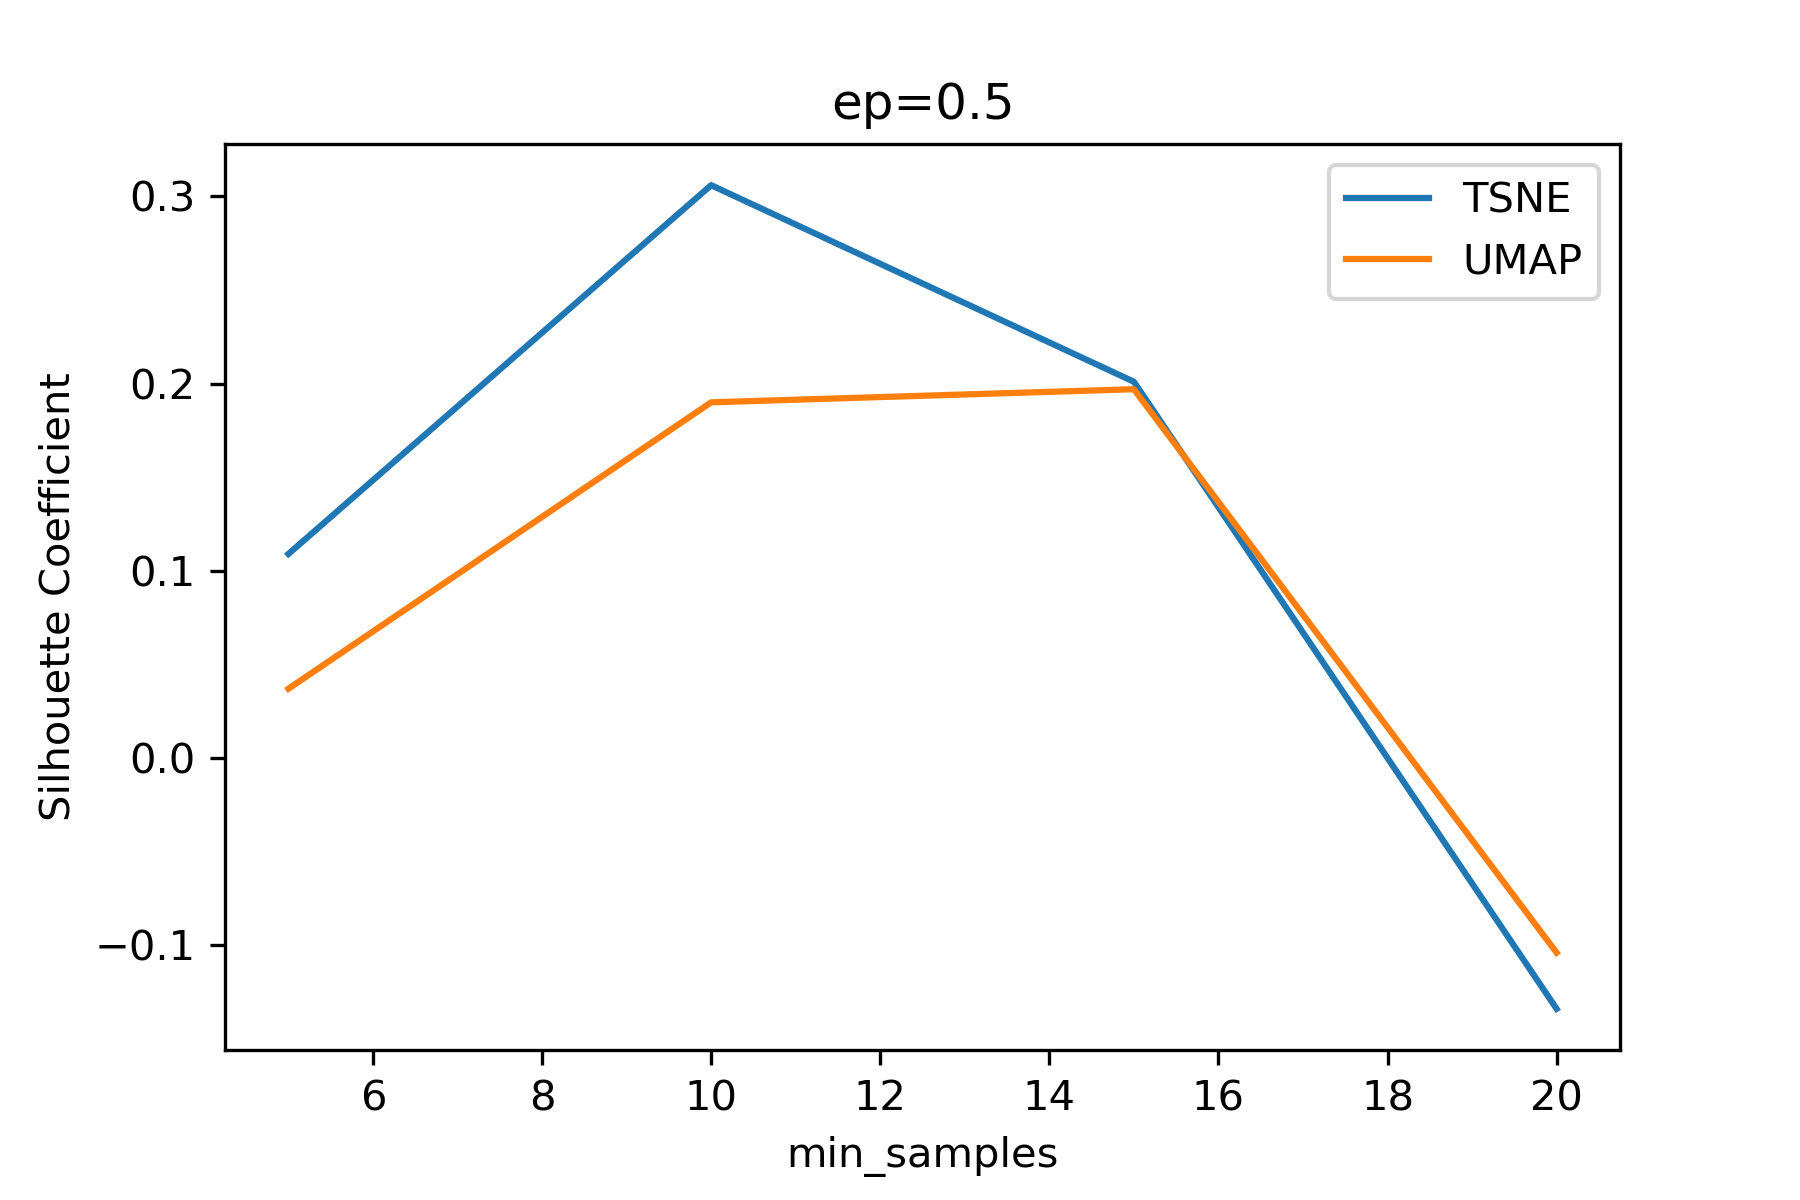 ep=0.5
TSNE
UMAP
0.3
0.2
0.1
0.0
−0.1
Silhouette Coefficient
6 8 10 12 14 16 18 20
min_samples